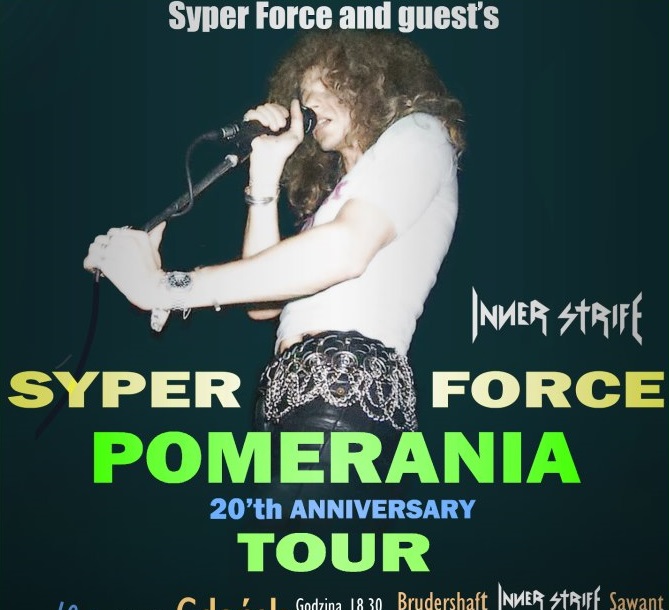 Syper Force and guest's
INNER STRIFE
SYPER FORCE
POMERANIA
20'th ANNIVERSARY
TOUR
Godzina 18.30 Brudershaft INNER STRIFE Sawant